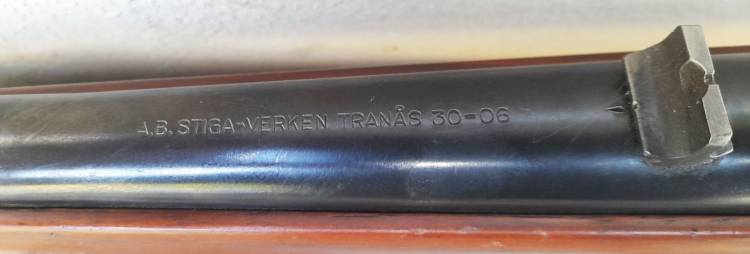 A.B. STIGA-VERKEN TRANÅS 30-06